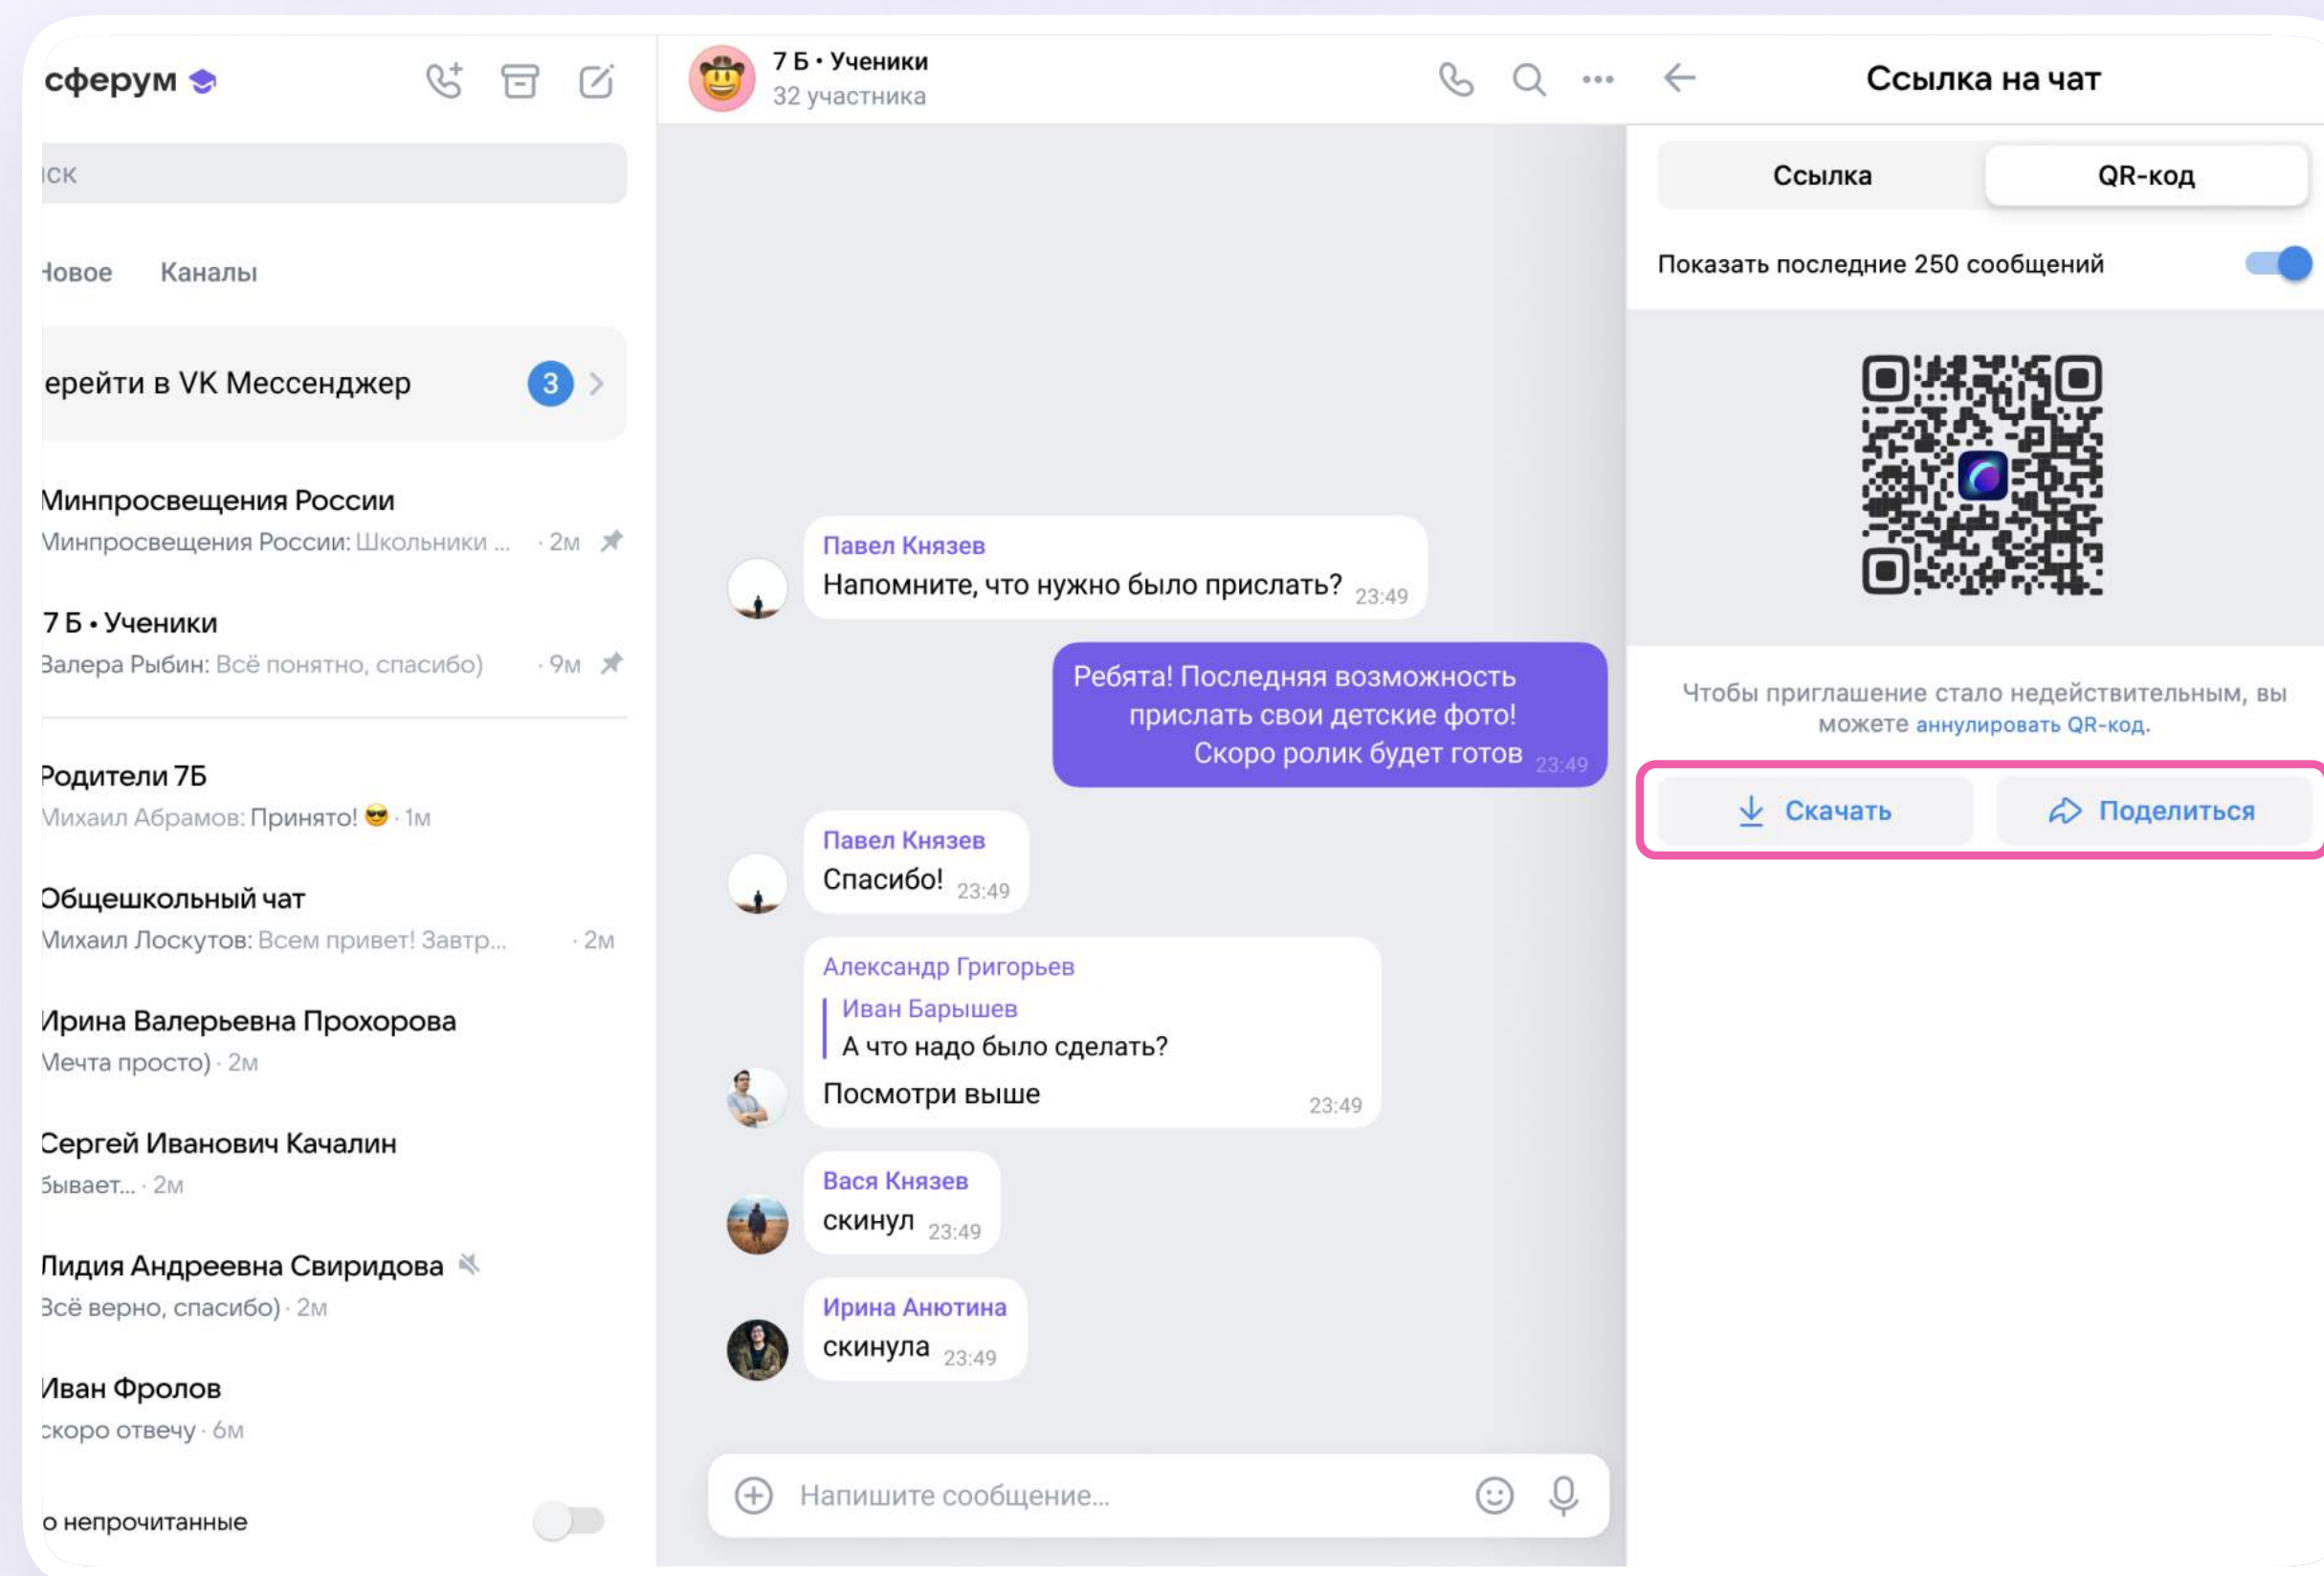 сферум
ск
Новое Каналы
ерейти в VK Мессенджер 3
Минпросвещения России
Минпросвещения России: Школьники ... · 2м
7 Б • Ученики
Валера Рыбин: Всё понятно, спасибо) · 9м
Родители 7Б
Михаил Абрамов: Принято! 😎 · 1м
Общешкольный чат
Михаил Лоскутов: Всем привет! Завтр... · 2м
Ирина Валерьевна Прохорова
Мечта просто) · 2м
Сергей Иванович Качалин
бывает... · 2м
Лидия Андреевна Свиридова
Всё верно, спасибо) · 2м
Иван Фролов
скоро отвечу · 6м
о непрочитанные
7 Б • Ученики
32 участника
Павел Князев
Напомните, что нужно было прислать? 23:49
Ребята! Последняя возможность
прислать свои детские фото!
Скоро ролик будет готов 23:49
Павел Князев
Спасибо! 23:49
Александр Григорьев
Иван Барышев
А что надо было сделать?
Посмотри выше 23:49
Вася Князев
скинул 23:49
Ирина Анютина
скинула 23:49
Напишите сообщение...
Ссылка на чат
Ссылка QR-код
Показать последние 250 сообщений
Чтобы приглашение стало недействительным, вы
можете аннулировать QR-код.
Скачать Поделиться